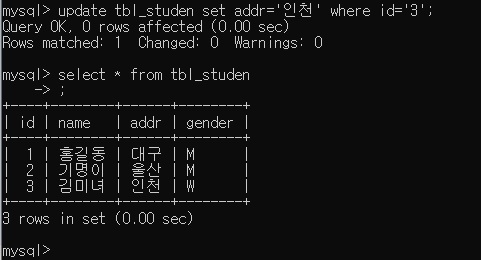 mysql> update tbl_studen set addr='인천' where id='3';
Query OK, 0 rows affected (0.00 sec)
Rows matched: 1  Changed: 0  Warnings: 0

mysql> select * from tbl_studen
    -> ;
+----+--------+------+--------+
| id | name   | addr | gender |
+----+--------+------+--------+
|  1 | 홍길동 | 대구 | M      |
|  2 | 기명이 | 울산 | M      |
|  3 | 김미녀 | 인천 | W      |
+----+--------+------+--------+
3 rows in set (0.00 sec)

mysql>